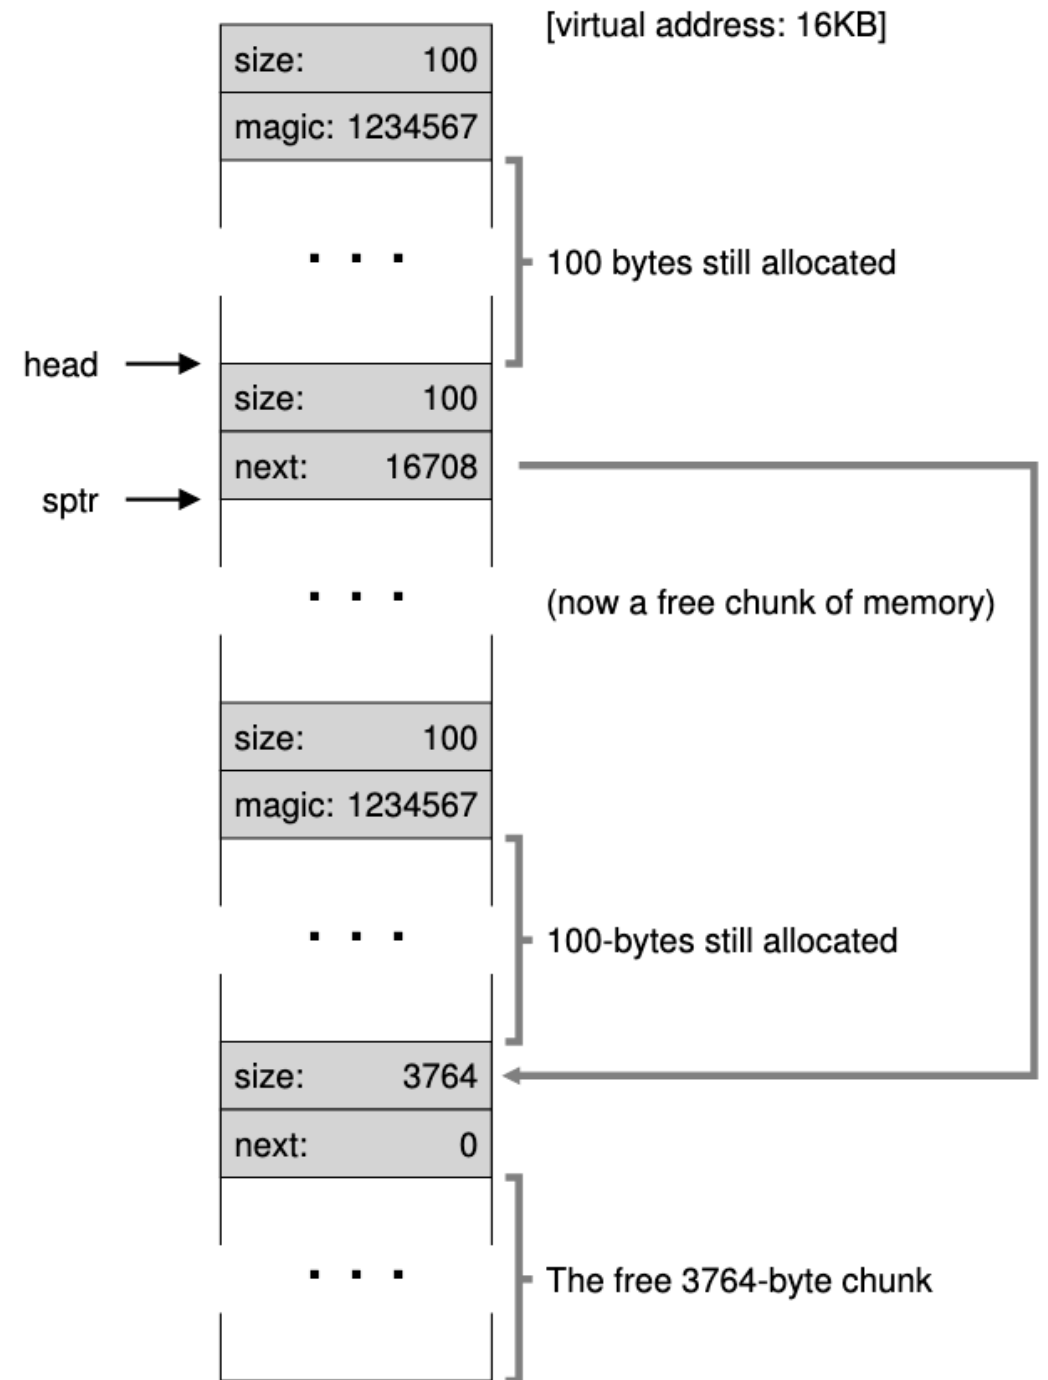 [virtual address: 16KB]
size: 100
magic: 1234567
. . .
100 bytes still allocated
head
size: 100
next: 16708
sptr
. . .
(now a free chunk of memory)
size: 100
magic: 1234567
. . .
100-bytes still allocated
size: 3764
next: 0
. . .
The free 3764-byte chunk